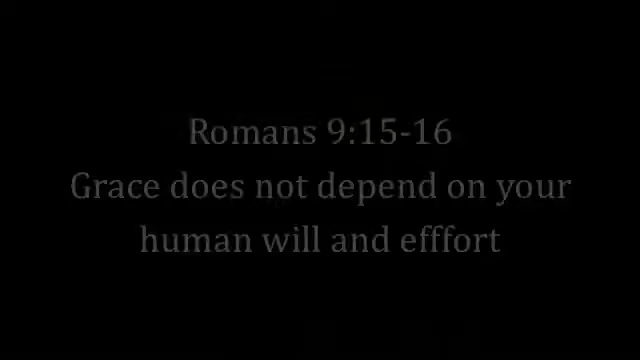 Romans 9:15-16
Grace does not depend on your
human will and efffort